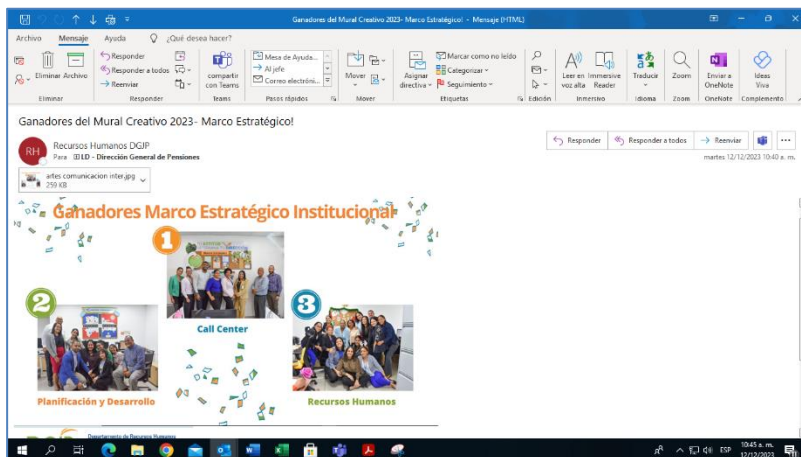 Ganadores del Mural Creativo 2023- Marco Estratégico! - Mensaje (HTML)
Archivo Mensaje Ayuda ¿Qué desea hacer?
Eliminar Archivo
Responder
Responder a todos
Reenviar
compartir con Teams
Mesa de Ayuda...
Al jefe
Correo electróni...
Mover
Asignar directiva
Marcar como no leído
Categorizar
Seguimiento
Leer en voz alta
Immersive Reader
Traducir
Zoom
Enviar a OneNote
Ideas Viva
Eliminar Responder Teams Pasos rápidos Mover Etiquetas Edición Inmersivo Idioma Zoom OneNote Complemento
Ganadores del Mural Creativo 2023- Marco Estratégico!
RH
Recursos Humanos DGJP
Para LD - Dirección General de Pensiones
Responder Responder a todos Reenviar
martes 12/12/2023 10:40 a. m.
artes comunicacion inter.jpg
259 KB
Ganadores Marco Estratégico Institucional
1
2
3
Call Center
Planificación y Desarrollo
Recursos Humanos
Departamento de Recursos Humanos
ESP
10:45 a. m.
12/12/2023